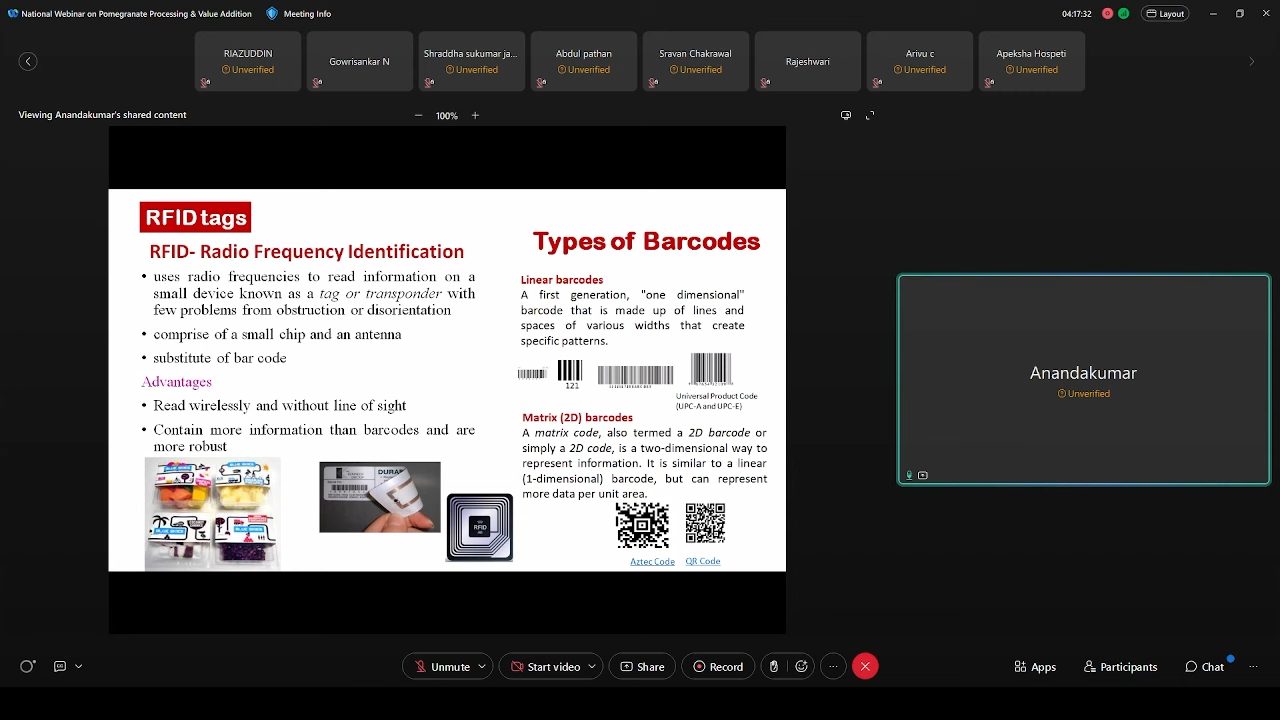 National Webinar on Pomegranate Processing & Value Addition
Meeting Info
04:17:32
Layout
RIAZUDDIN
Unverified
Gowrisankar N
Shraddha sukumar ja...
Unverified
Abdul pathan
Unverified
Sravan Chakrawal
Unverified
Rajeshwari
Arivu c
Unverified
Apeksha Hospeti
Unverified
Viewing Anandakumar's shared content
100%
RFID tags
RFID- Radio Frequency Identification
• uses radio frequencies to read information on a
small device known as a tag or transponder with
few problems from obstruction or disorientation
• comprise of a small chip and an antenna
• substitute of bar code
Advantages
• Read wirelessly and without line of sight
• Contain more information than barcodes and are
more robust
DURA
RFID
Types of Barcodes
Linear barcodes
A first generation, "one dimensional"
barcode that is made up of lines and
spaces of various widths that create
specific patterns.
121
Universal Product Code
(UPC-A and UPC-E)
Matrix (2D) barcodes
A matrix code, also termed a 2D barcode or
simply a 2D code, is a two-dimensional way to
represent information. It is similar to a linear
(1-dimensional) barcode, but can represent
more data per unit area.
Aztec Code
QR Code
Anandakumar
Unverified
Unmute
Start video
Share
Record
Apps
Participants
Chat